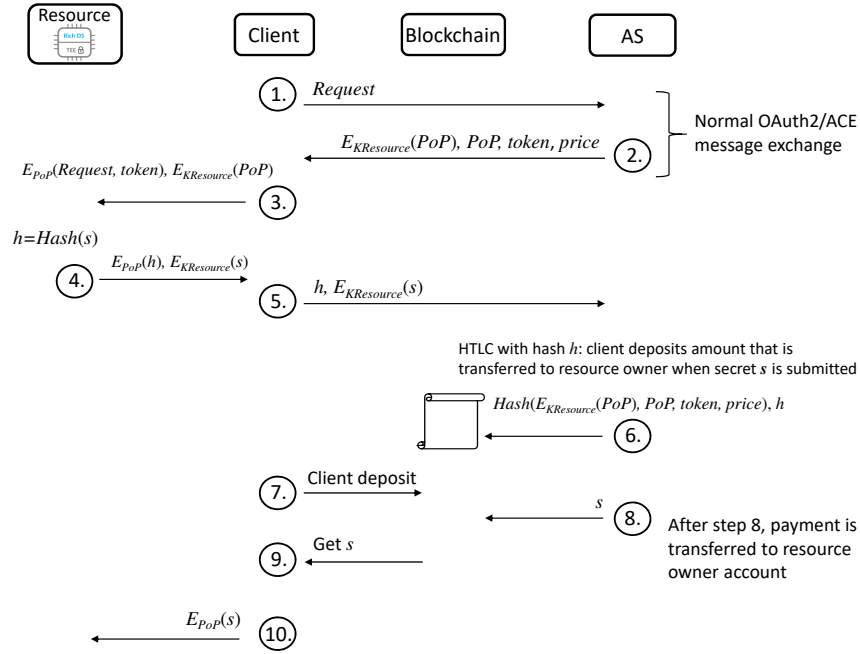 Resource
Rich OS
TEE
Client
Blockchain
AS
1.
Request
Normal OAuth2/ACE
message exchange
E_KResource(PoP), PoP, token, price
2.
E_PoP(Request, token), E_KResource(PoP)
3.
h=Hash(s)
4.
E_PoP(h), E_KResource(s)
5.
h, E_KResource(s)
HTLC with hash h: client deposits amount that is
transferred to resource owner when secret s is submitted
Hash(E_KResource(PoP), PoP, token, price), h
6.
7.
Client deposit
s
8.
After step 8, payment is
transferred to resource
owner account
9.
Get s
E_PoP(s)
10.